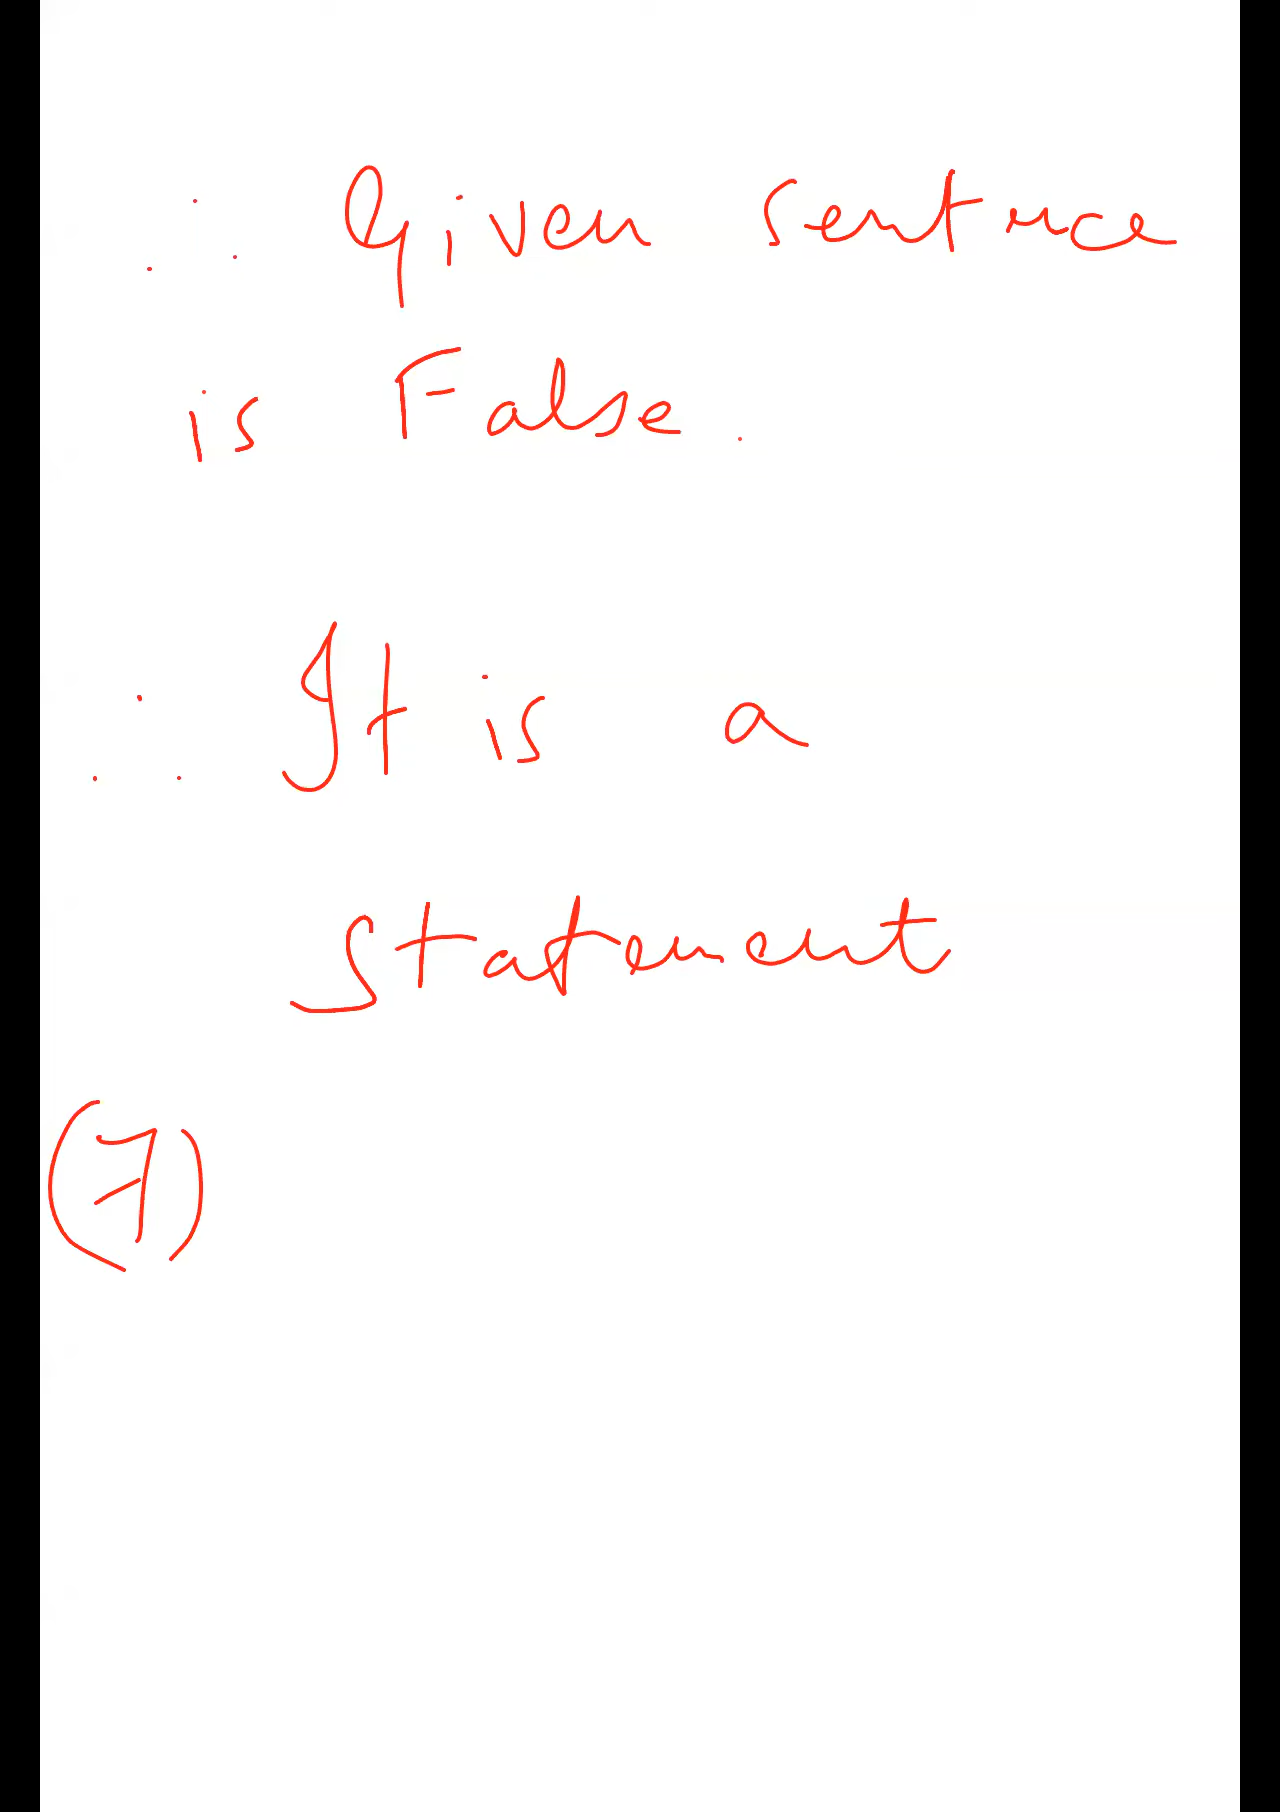 ∴ Given sentence
is False.
∴ It is a
statement
(7)